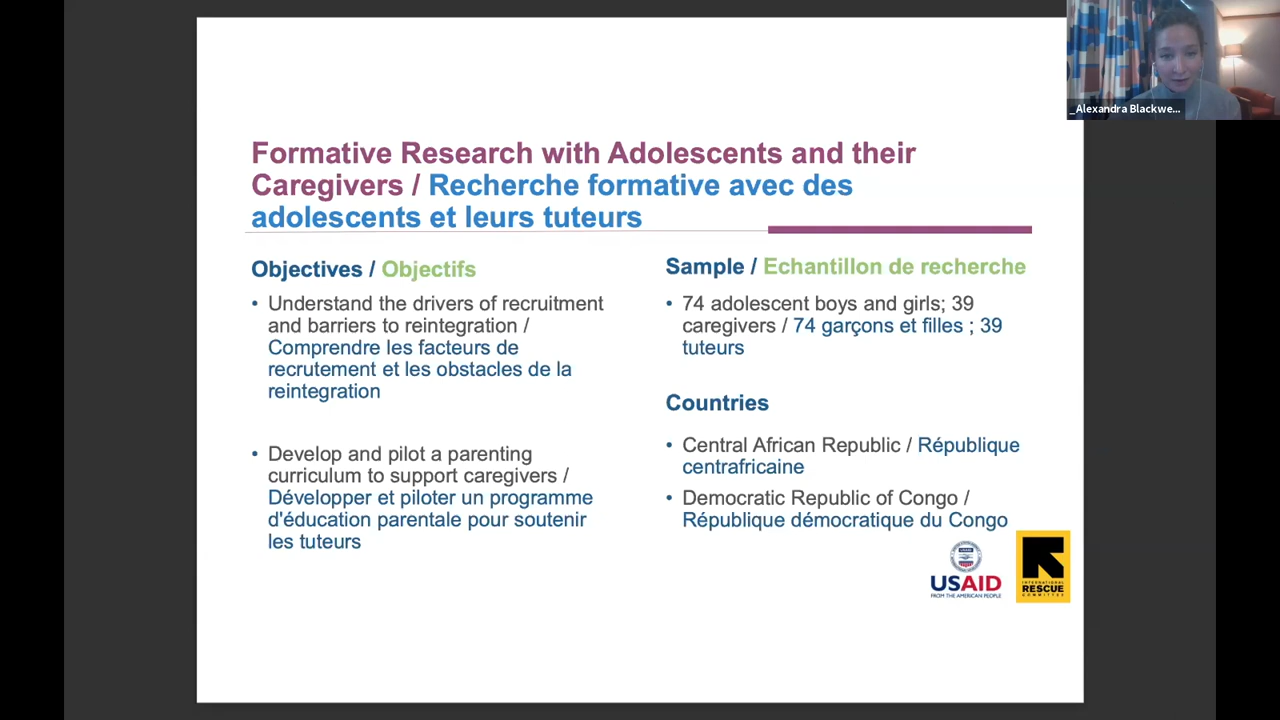 _Alexandra Blackwe...
Formative Research with Adolescents and their
Caregivers / Recherche formative avec des
adolescents et leurs tuteurs
Objectives / Objectifs
• Understand the drivers of recruitment
and barriers to reintegration /
Comprendre les facteurs de
recrutement et les obstacles de la
reintegration
• Develop and pilot a parenting
curriculum to support caregivers /
Développer et piloter un programme
d'éducation parentale pour soutenir
les tuteurs
Sample / Echantillon de recherche
• 74 adolescent boys and girls; 39
caregivers / 74 garçons et filles ; 39
tuteurs
Countries
• Central African Republic / République
centrafricaine
• Democratic Republic of Congo /
République démocratique du Congo
USAID
FROM THE AMERICAN PEOPLE
INTERNATIONAL
RESCUE
COMMITTEE